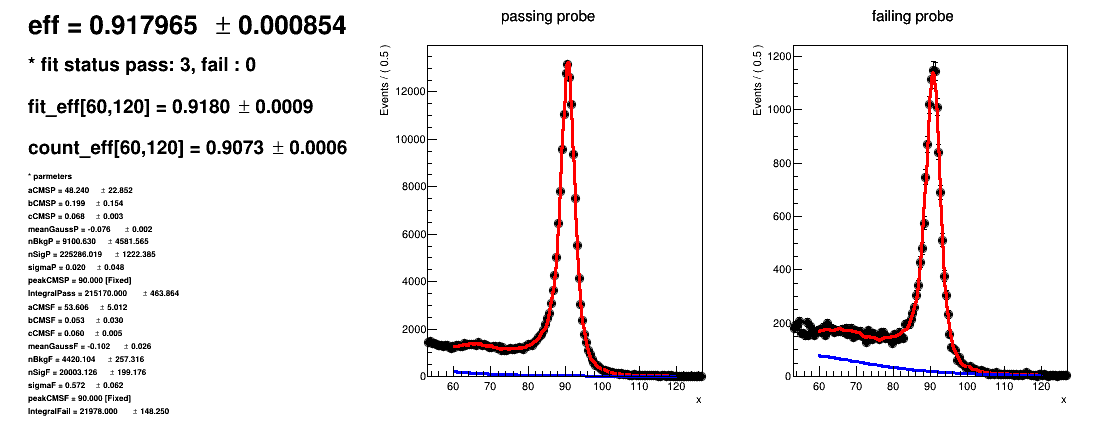 eff = 0.917965 ± 0.000854
* fit status pass: 3, fail : 0
fit_eff[60,120] = 0.9180 ± 0.0009
count_eff[60,120] = 0.9073 ± 0.0006
* parmeters
aCMSP = 48.240 ± 22.852
bCMSP = 0.199 ± 0.154
cCMSP = 0.068 ± 0.003
meanGaussP = -0.076 ± 0.002
nBkgP = 9100.630 ± 4581.565
nSigP = 225286.019 ± 1222.385
sigmaP = 0.020 ± 0.048
peakCMSP = 90.000 [Fixed]
IntegralPass = 215170.000 ± 463.864
aCMSF = 53.606 ± 5.012
bCMSF = 0.053 ± 0.030
cCMSF = 0.060 ± 0.005
meanGaussF = -0.102 ± 0.026
nBkgF = 4420.104 ± 257.316
nSigF = 20003.126 ± 199.176
sigmaF = 0.572 ± 0.062
peakCMSF = 90.000 [Fixed]
IntegralFail = 21978.000 ± 148.250
passing probe
Events / ( 0.5 )
12000
10000
8000
6000
4000
2000
0
60 70 80 90 100 110 120
x
failing probe
Events / ( 0.5 )
1200
1000
800
600
400
200
0
60 70 80 90 100 110 120
x